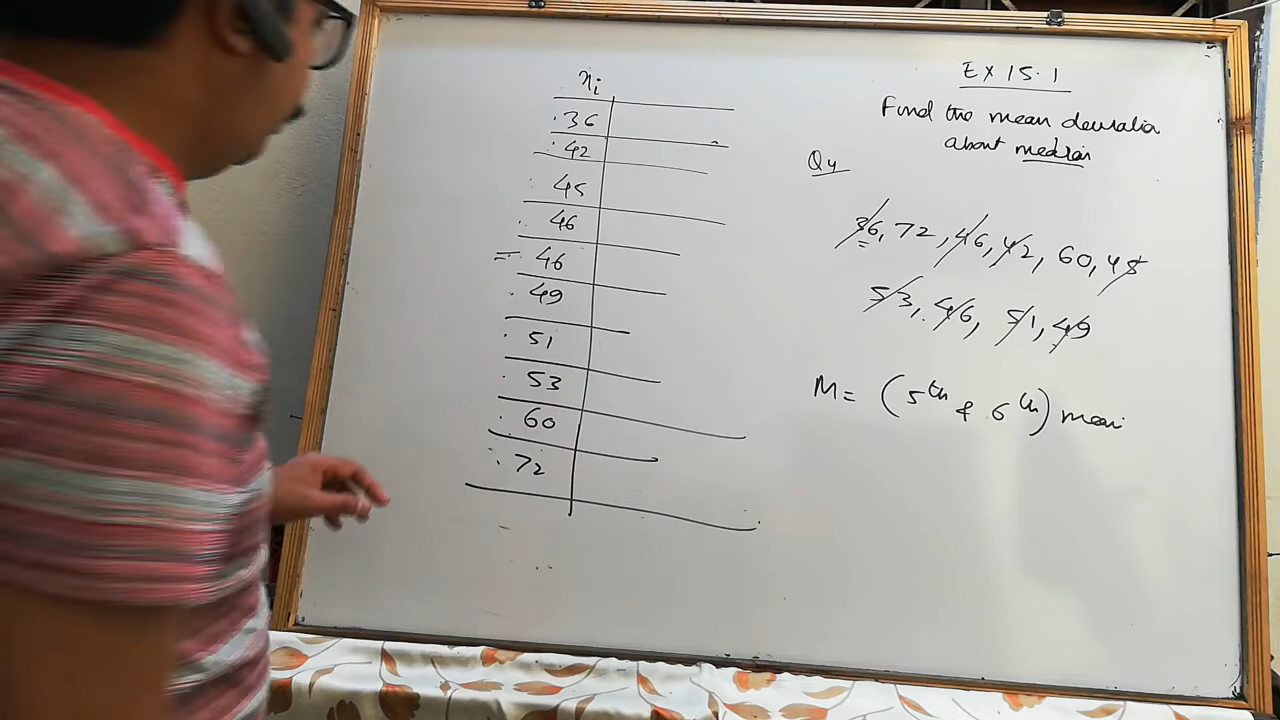 xi
36
42
45
46
46
49
51
53
60
72
Ex 15.1
Find the mean deviation
about median
Q4
36, 72, 46, 42, 60, 45
53, 46, 51, 49
M = (5th & 6th) mean